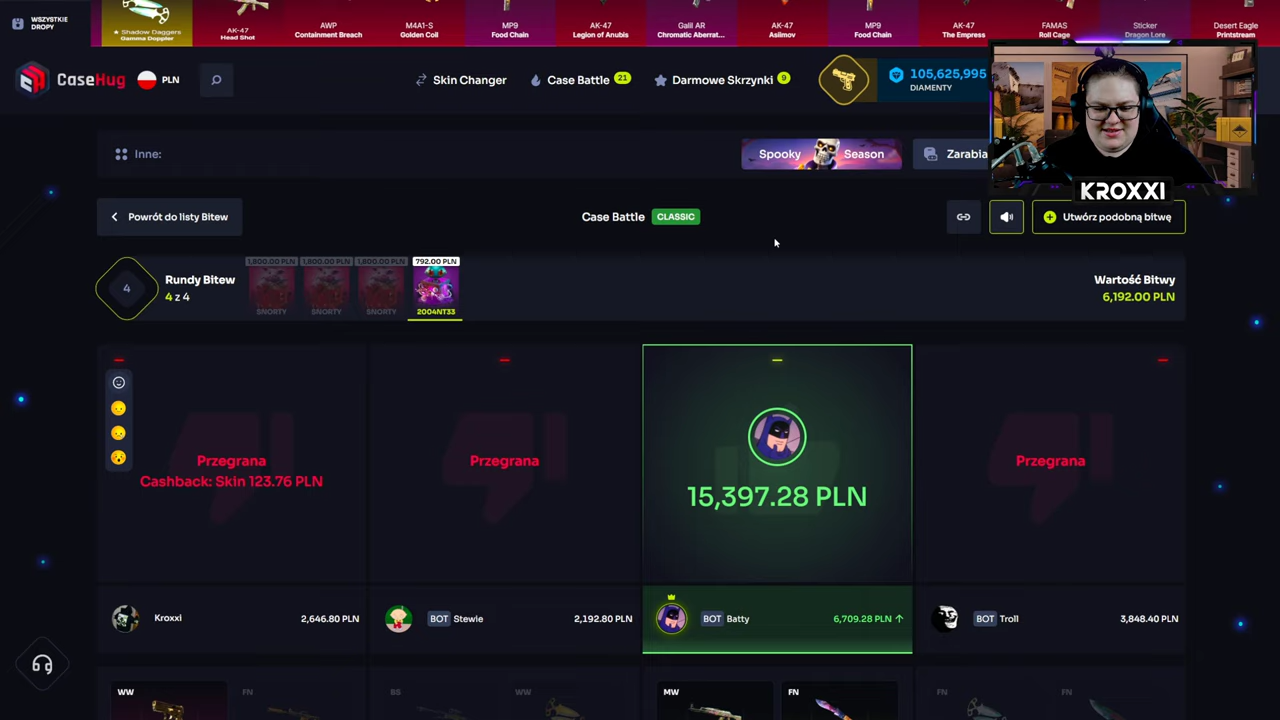 WSZYSTKIE
DROPY
★ Shadow Daggers
Gamma Doppler
AK-47
Head Shot
AWP
Containment Breach
M4A1-S
Golden Coil
MP9
Food Chain
AK-47
Legion of Anubis
Galil AR
Chromatic Aberrat...
AK-47
Asiimov
MP9
Food Chain
AK-47
The Empress
FAMAS
Roll Cage
Sticker
Dragon Lore
Desert Eagle
Printstream
CaseHug
PLN
Skin Changer
Case Battle 21
Darmowe Skrzynki 9
105,625,995
DIAMENTY
Inne:
Spooky Season
Zarabia
KROXXI
Powrót do listy Bitew
Case Battle CLASSIC
Utwórz podobną bitwę
4
Rundy Bitew
4 z 4
1,800.00 PLN
SNORTY
1,800.00 PLN
SNORTY
1,800.00 PLN
SNORTY
792.00 PLN
2004NT33
Wartość Bitwy
6,192.00 PLN
Przegrana
Cashback: Skin 123.76 PLN
Przegrana
15,397.28 PLN
Przegrana
Kroxxi
2,646.80 PLN
BOT Stewie
2,192.80 PLN
BOT Batty
6,709.28 PLN
BOT Troll
3,848.40 PLN
WW
FN
BS
WW
MW
FN
FN
FN